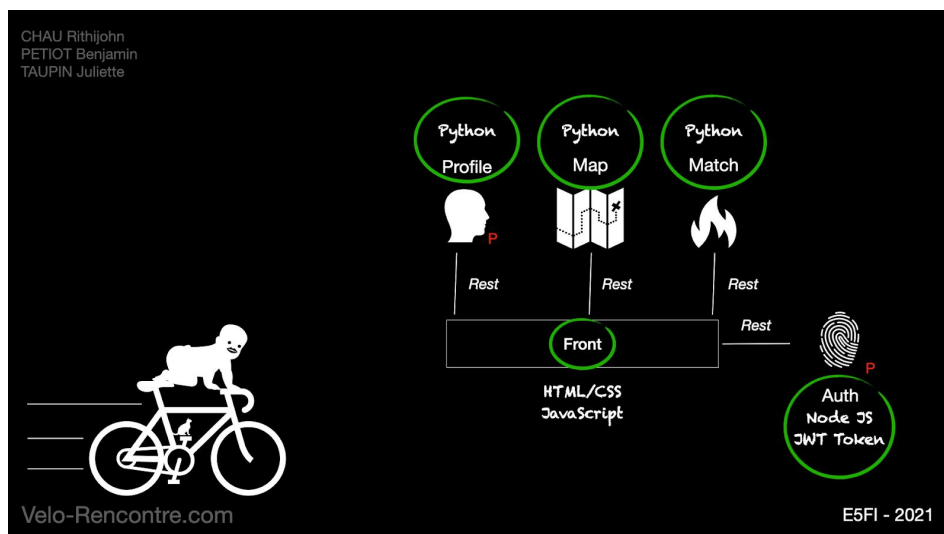 CHAU Rithijohn
PETIOT Benjamin
TAUPIN Juliette
Python
Profile
Python
Map
Python
Match
P
Rest
Rest
Rest
Rest
Front
HTML/CSS
JavaScript
P
Auth
Node JS
JWT Token
Velo-Rencontre.com
E5FI - 2021